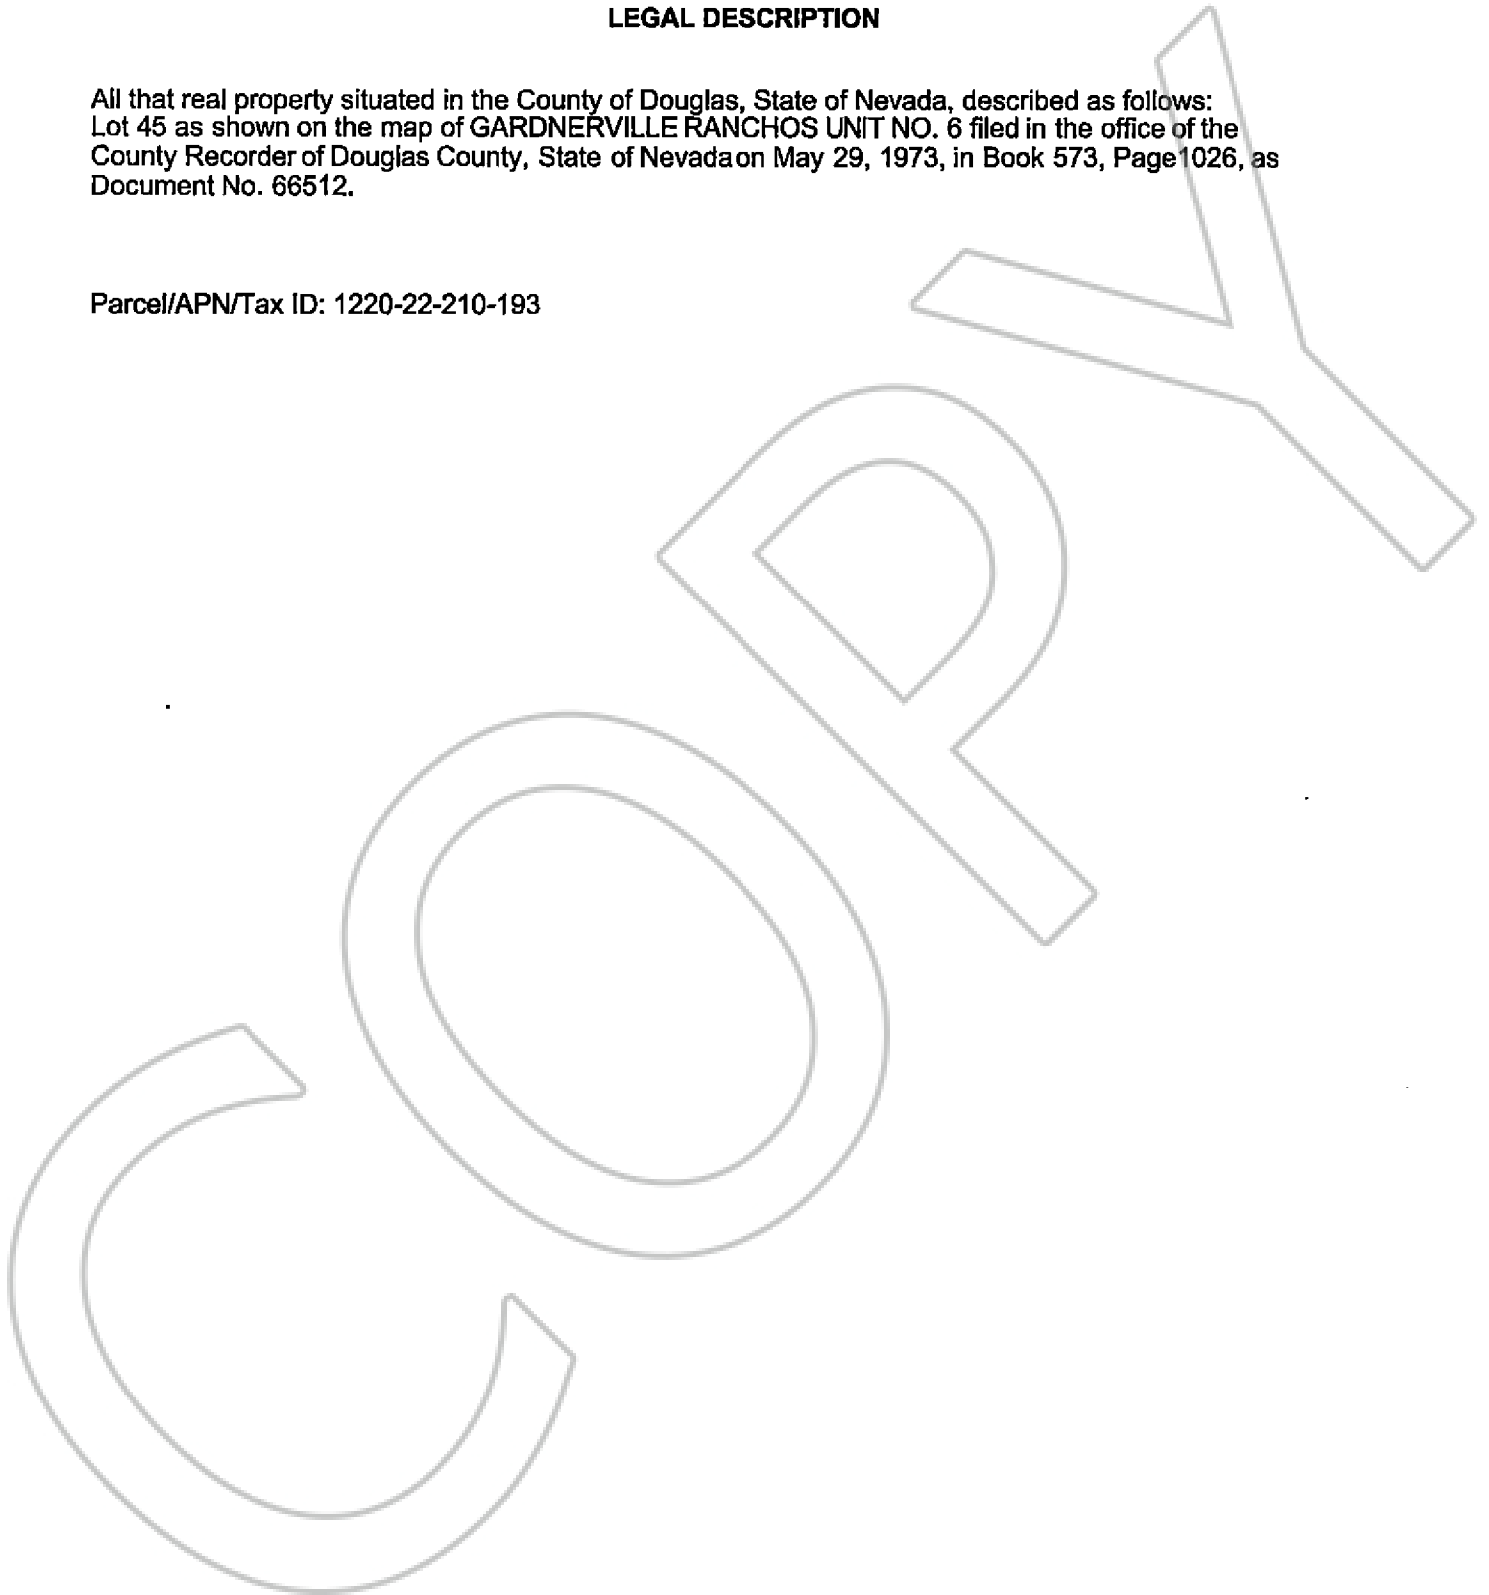 LEGAL DESCRIPTION
All that real property situated in the County of Douglas, State of Nevada, described as follows:
Lot 45 as shown on the map of GARDNERVILLE RANCHOS UNIT NO. 6 filed in the office of the
County Recorder of Douglas County, State of Nevada on May 29, 1973, in Book 573, Page 1026, as
Document No. 66512.
Parcel/APN/Tax ID: 1220-22-210-193
COPY